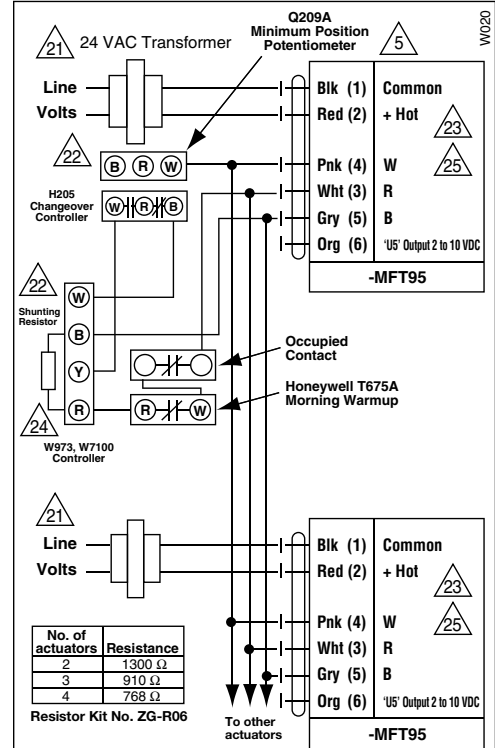 W020
21
24 VAC Transformer
Q209A
Minimum Position
Potentiometer
5
Line
Volts
Blk (1) Common
Red (2) + Hot
23
Pnk (4) W
25
Wht (3) R
Gry (5) B
Org (6) 'U5' Output 2 to 10 VDC
-MFT95
22
B R W
H205
Changeover
Controller
W R B
22
Shunting
Resistor
W
B
Y
R
24
W973, W7100
Controller
Occupied
Contact
R W
Honeywell T675A
Morning Warmup
21
Line
Volts
Blk (1) Common
Red (2) + Hot
23
Pnk (4) W
25
Wht (3) R
Gry (5) B
Org (6) 'U5' Output 2 to 10 VDC
-MFT95
No. of
actuators Resistance
2 1300 Ω
3 910 Ω
4 768 Ω
Resistor Kit No. ZG-R06
To other
actuators